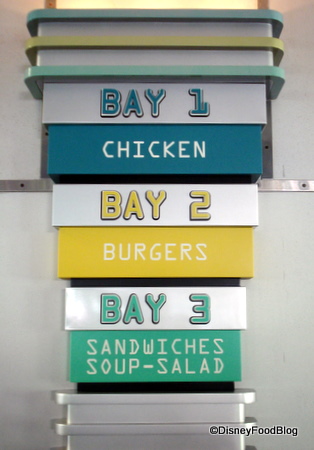 BAY 1
CHICKEN
BAY 2
BURGERS
BAY 3
SANDWICHES
SOUP-SALAD
©DisneyFoodBlog